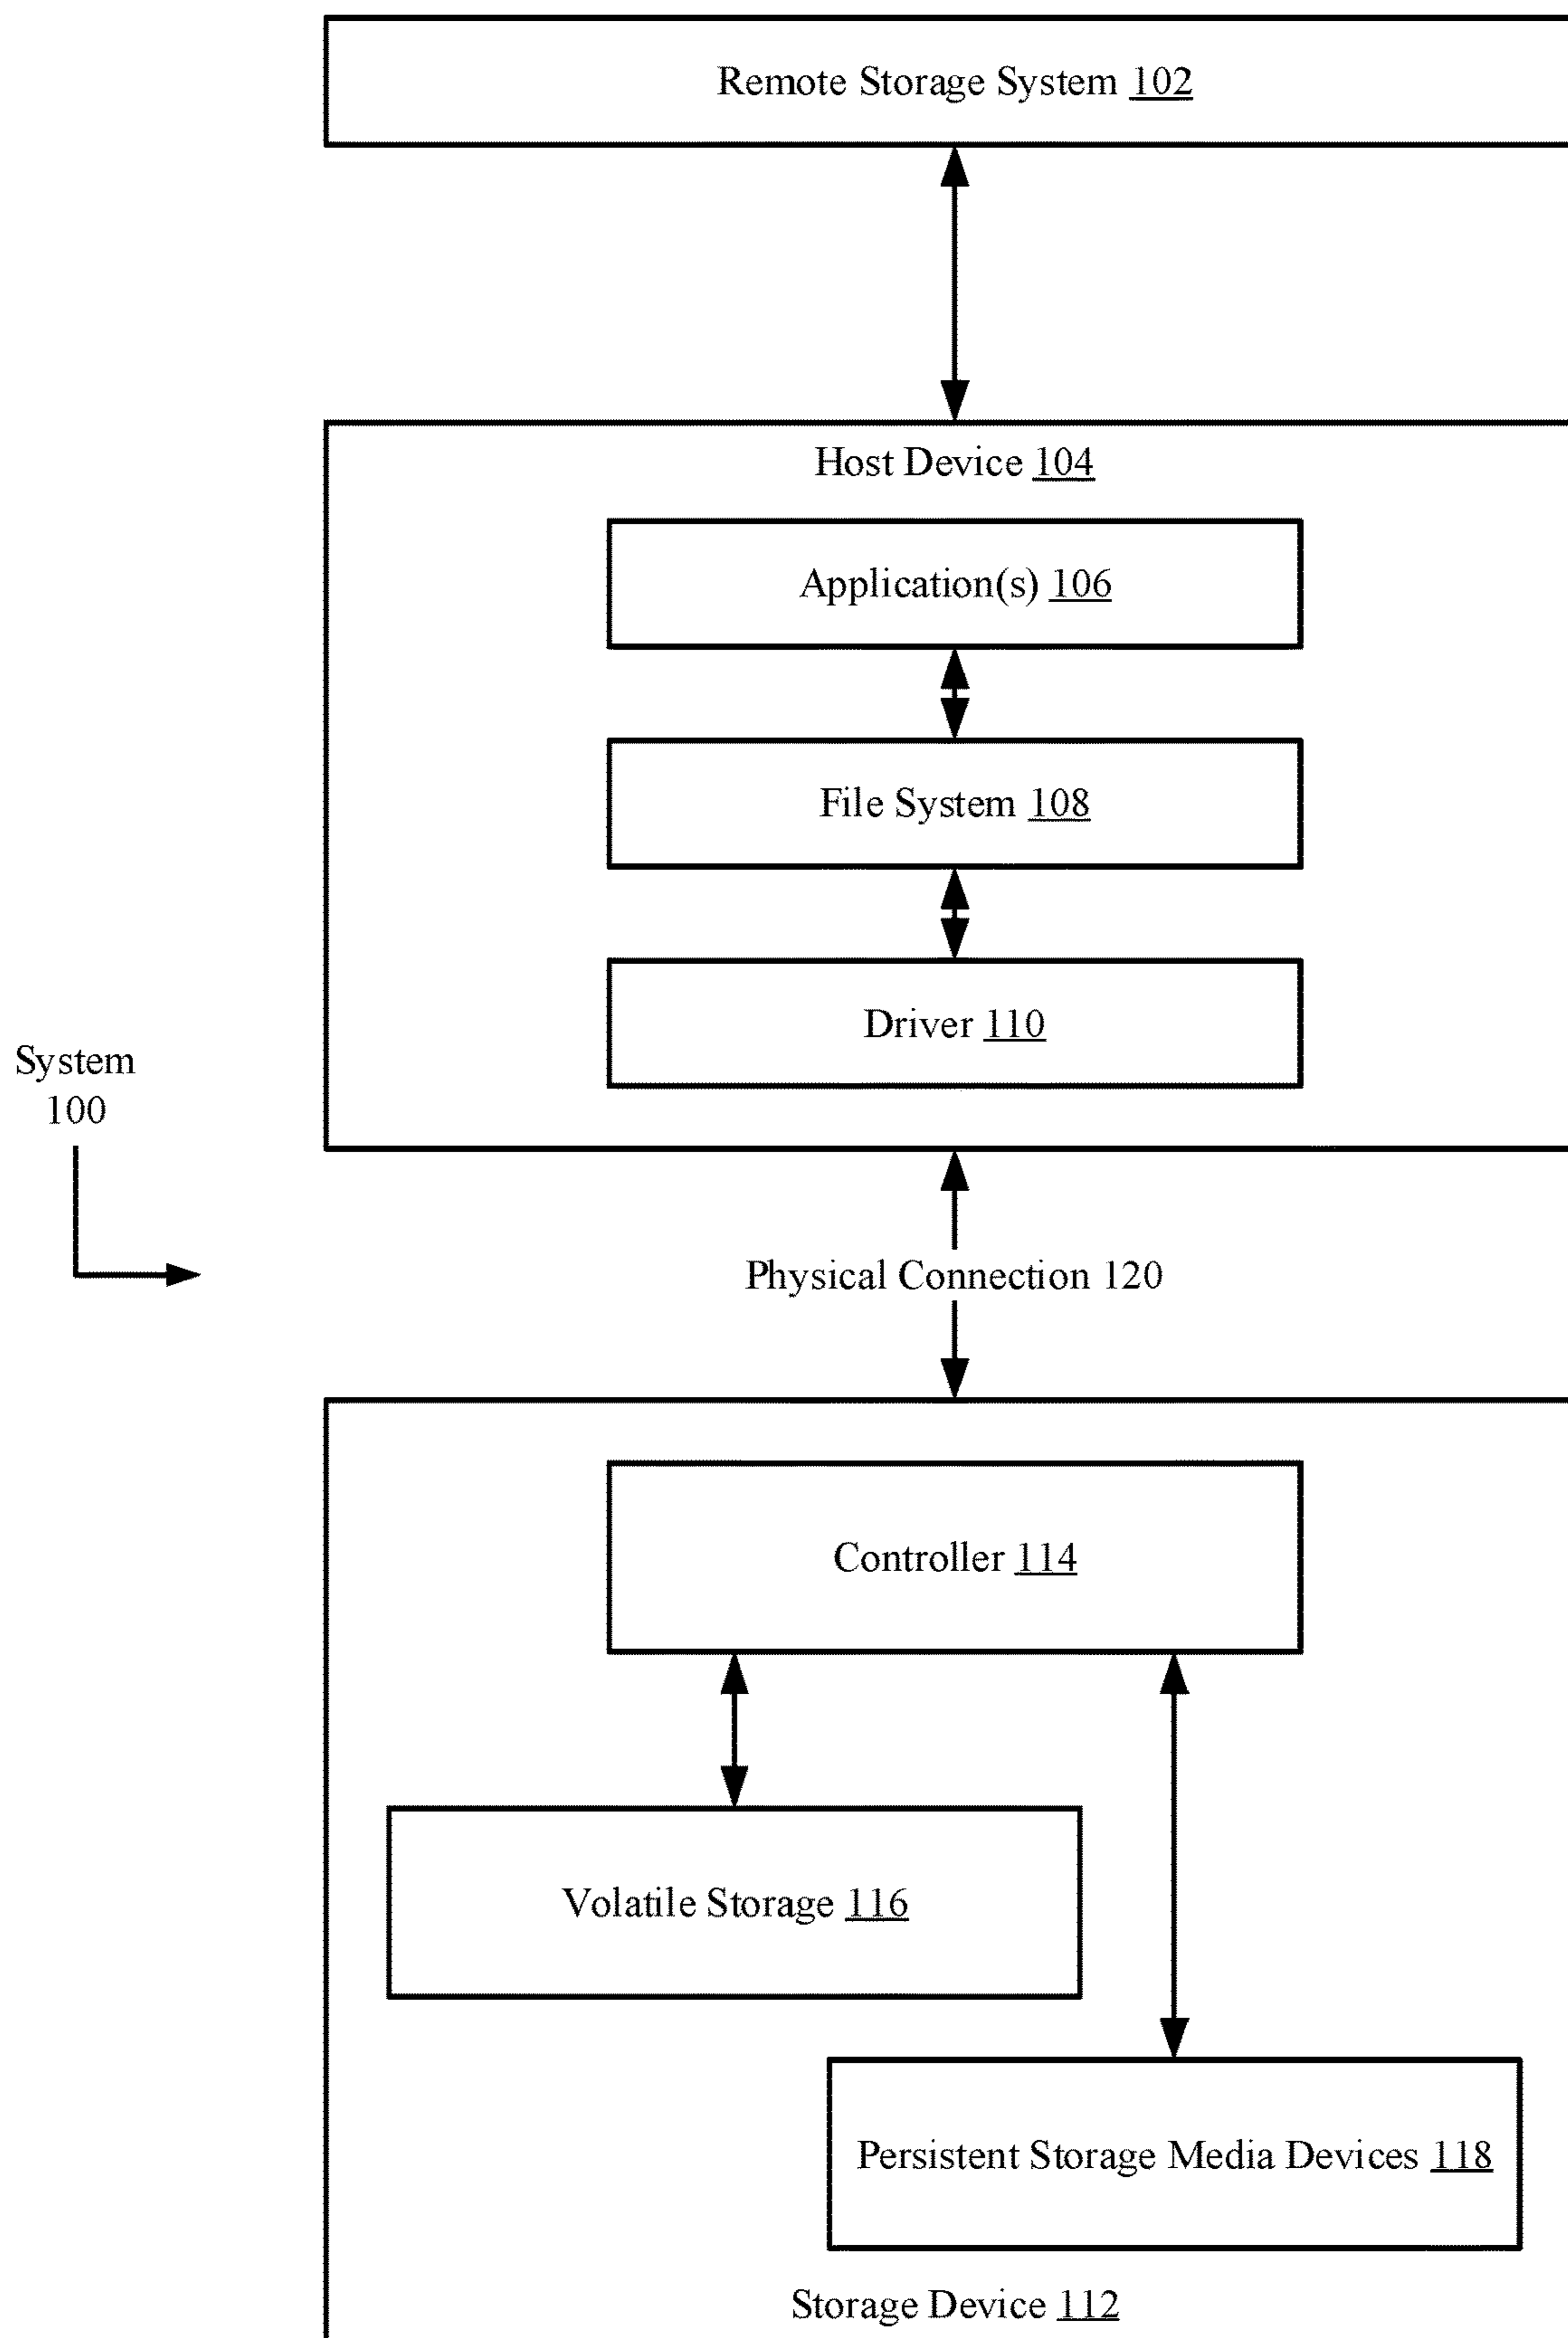 Remote Storage System 102
Host Device 104
Application(s) 106
File System 108
Driver 110
System
100
Physical Connection 120
Controller 114
Volatile Storage 116
Persistent Storage Media Devices 118
Storage Device 112